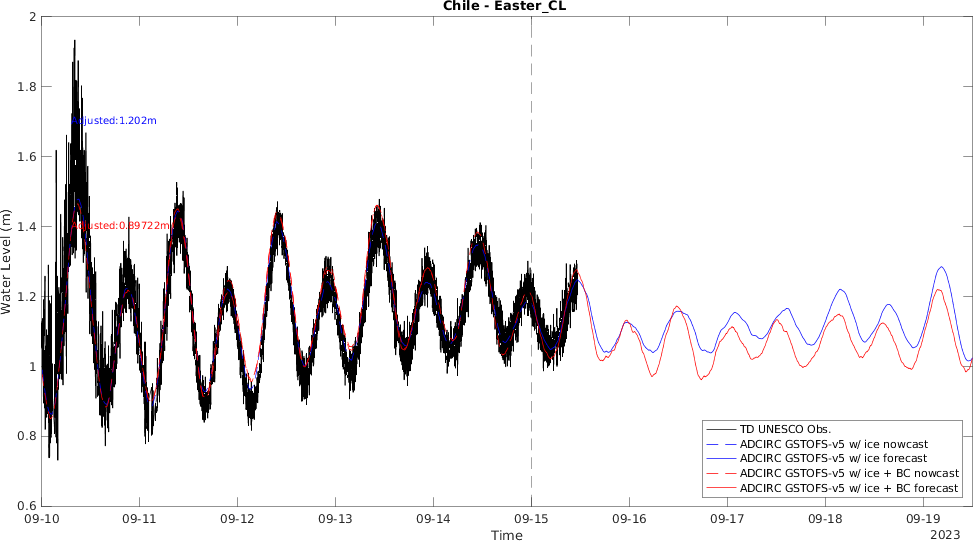 Chile - Easter_CL
2
1.8
1.6
1.4
1.2
1
0.8
0.6
Water Level (m)
Adjusted:1.202m
Adjusted:0.89722m
TD UNESCO Obs.
ADCIRC GSTOFS-v5 w/ ice nowcast
ADCIRC GSTOFS-v5 w/ ice forecast
ADCIRC GSTOFS-v5 w/ ice + BC nowcast
ADCIRC GSTOFS-v5 w/ ice + BC forecast
09-10 09-11 09-12 09-13 09-14 09-15 09-16 09-17 09-18 09-19
Time
2023